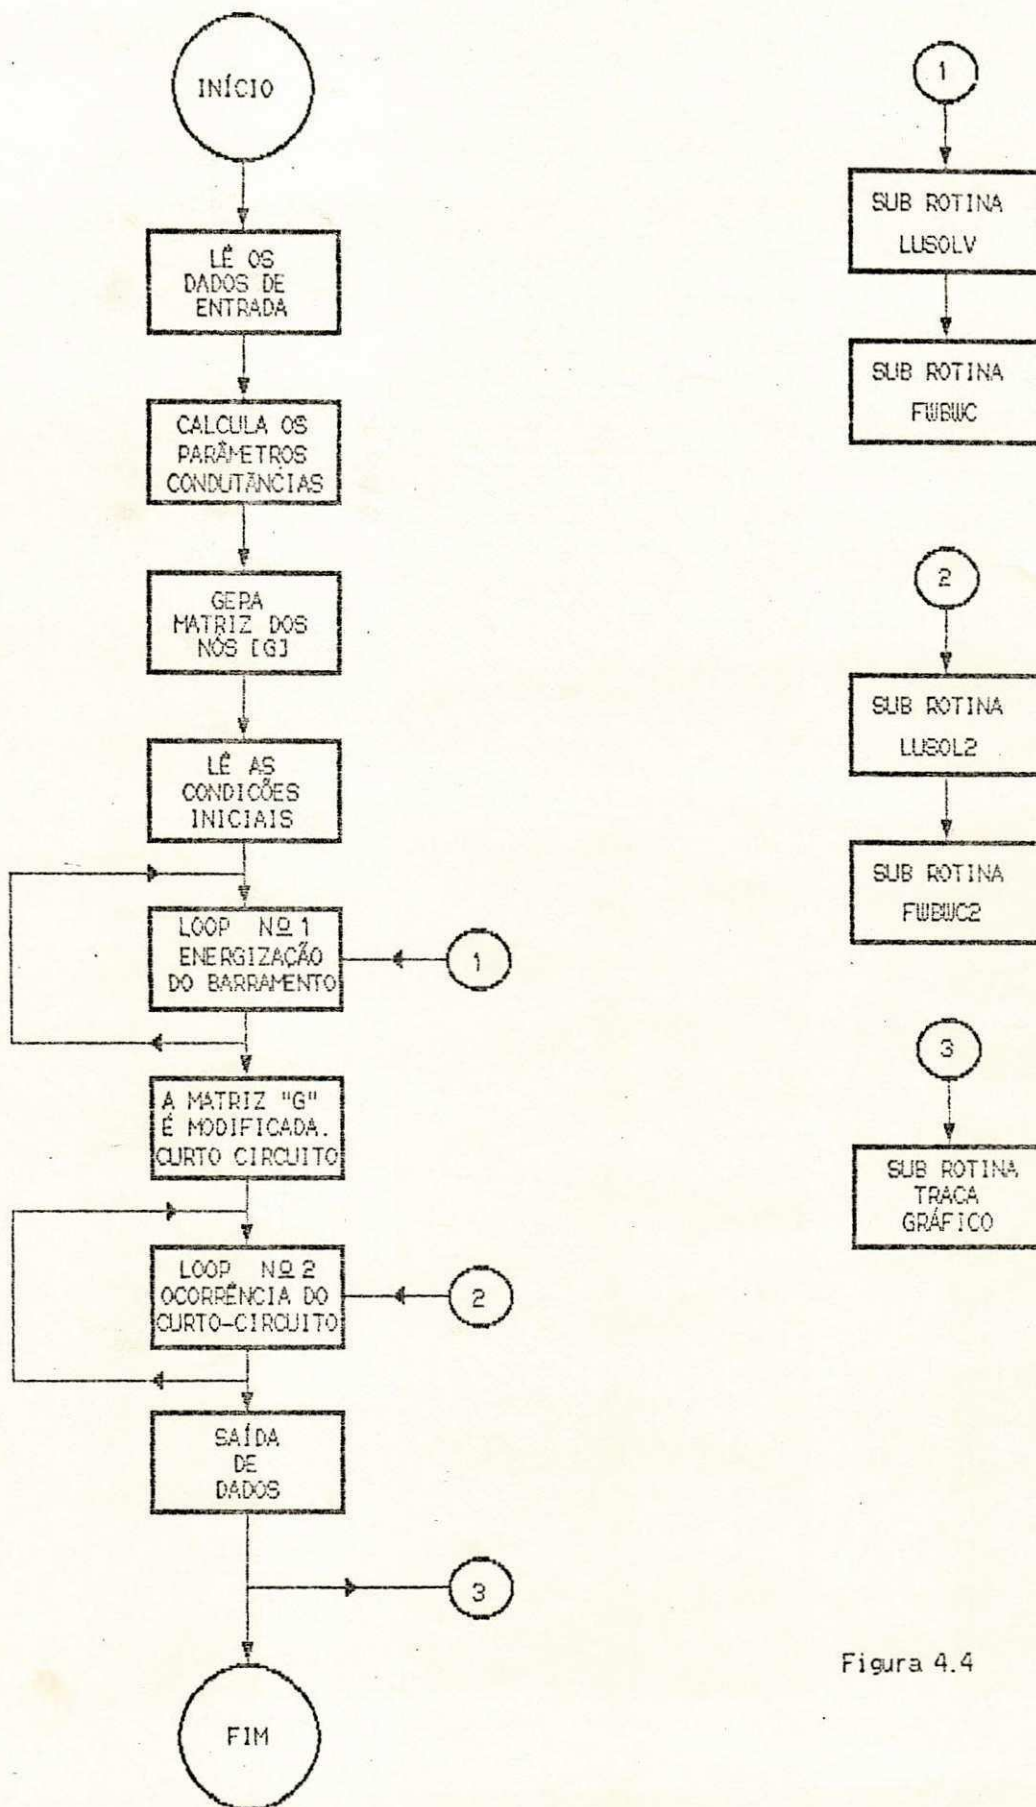 INÍCIO
LÊ OS
DADOS DE
ENTRADA
CALCULA OS
PARÂMETROS
CONDUTÂNCIAS
GERA
MATRIZ DOS
NÓS [G]
LÊ AS
CONDICÕES
INICIAIS
LOOP Nº 1
ENERGIZAÇÃO
DO BARRAMENTO
1
A MATRIZ "G"
É MODIFICADA.
CURTO CIRCUITO
LOOP Nº 2
OCORRÊNCIA DO
CURTO-CIRCUITO
2
SAÍDA
DE
DADOS
3
FIM
1
SUB ROTINA
LUSOLV
SUB ROTINA
FWBWC
2
SUB ROTINA
LUSOL2
SUB ROTINA
FWBWC2
3
SUB ROTINA
TRACA
GRÁFICO
Figura 4.4